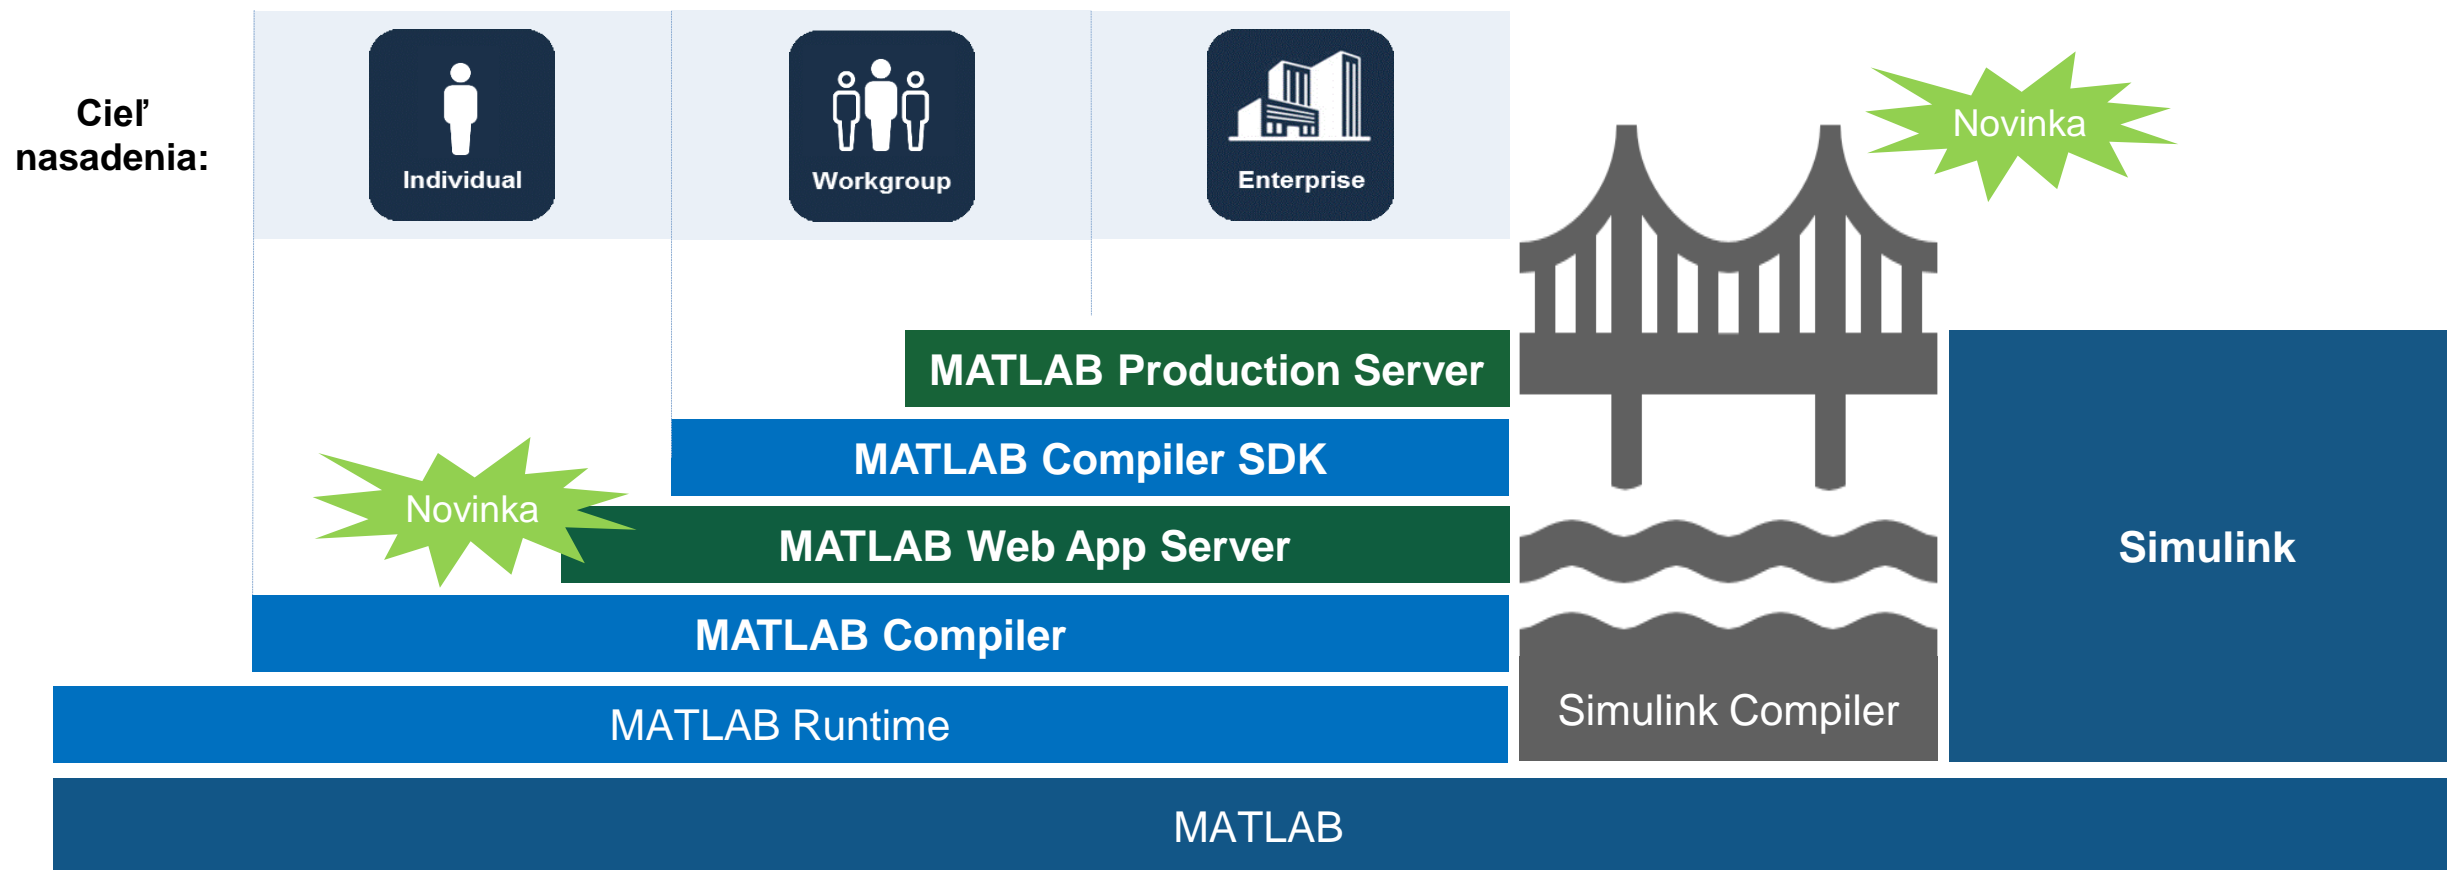 Cieľ
nasadenia:
Individual
Workgroup
Enterprise
Novinka
MATLAB Production Server
MATLAB Compiler SDK
Novinka
MATLAB Web App Server
Simulink
MATLAB Compiler
MATLAB Runtime
Simulink Compiler
MATLAB